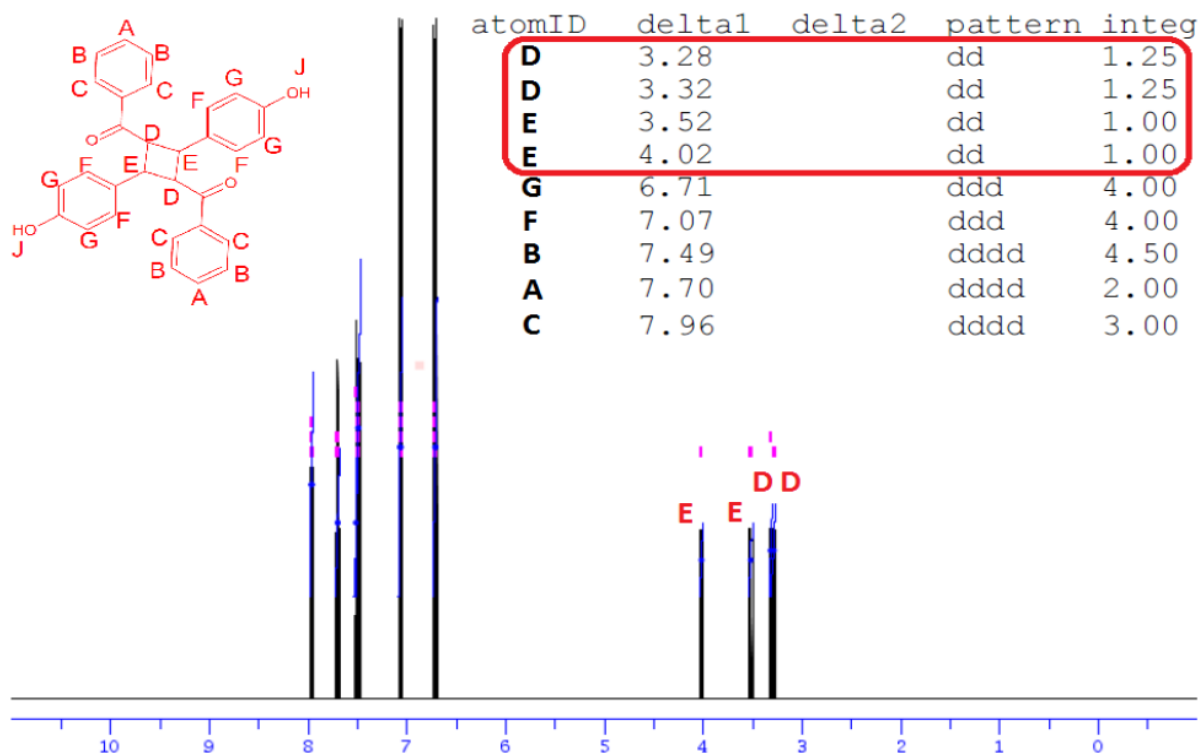 atomID delta1 delta2 pattern integ
D 3.28 dd 1.25
D 3.32 dd 1.25
E 3.52 dd 1.00
E 4.02 dd 1.00
G 6.71 ddd 4.00
F 7.07 ddd 4.00
B 7.49 dddd 4.50
A 7.70 dddd 2.00
C 7.96 dddd 3.00
A
B B
C C
J
G
F OH
O D G
E E F
G F D O
HO F C C
J G
B B
A
D D
E E
10 9 8 7 6 5 4 3 2 1 0